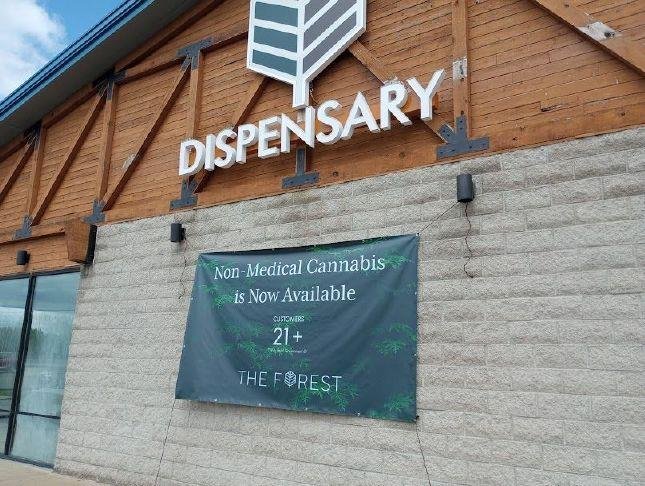 DISPENSARY
Non-Medical Cannabis
is Now Available
CUSTOMERS
21+
THE FOREST